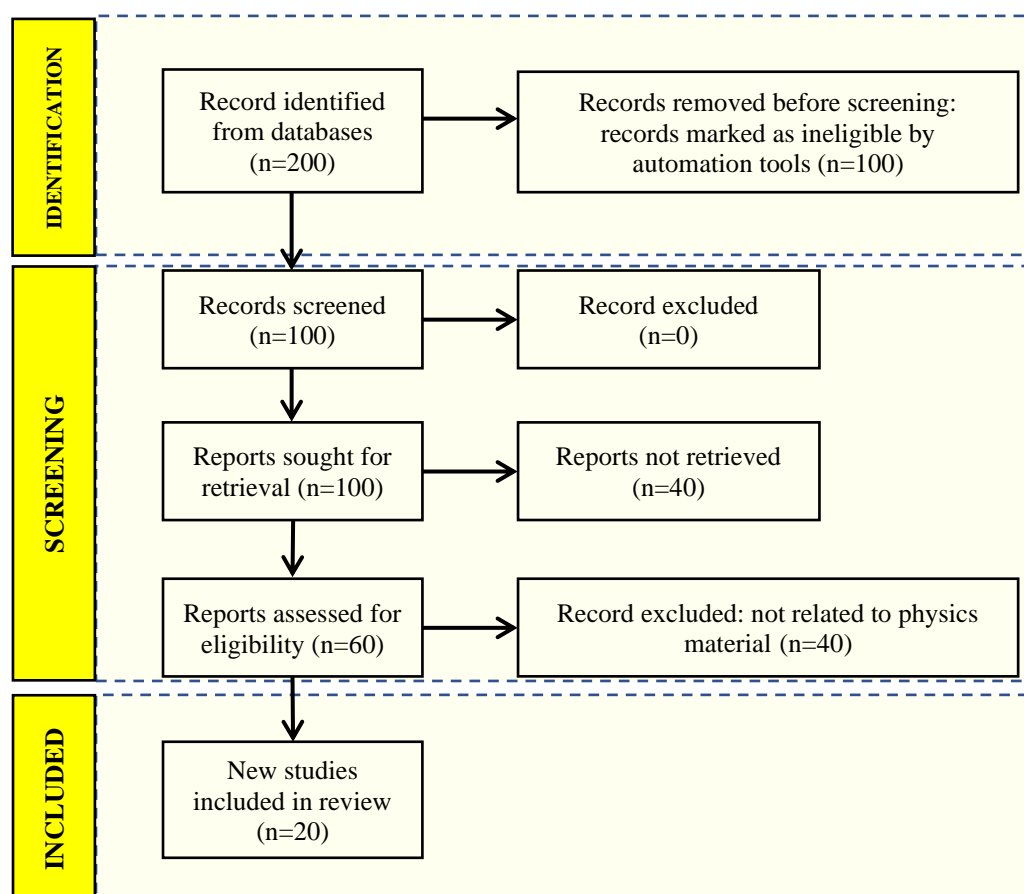 IDENTIFICATION
Record identified
from databases
(n=200)
Records removed before screening:
records marked as ineligible by
automation tools (n=100)
SCREENING
Records screened
(n=100)
Record excluded
(n=0)
Reports sought for
retrieval (n=100)
Reports not retrieved
(n=40)
Reports assessed for
eligibility (n=60)
Record excluded: not related to physics
material (n=40)
INCLUDED
New studies
included in review
(n=20)